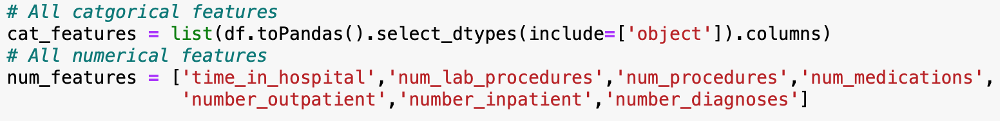 # All catgorical features
cat_features = list(df.toPandas().select_dtypes(include=['object']).columns)
# All numerical features
num_features = ['time_in_hospital','num_lab_procedures','num_procedures','num_medications',
'number_outpatient','number_inpatient','number_diagnoses']